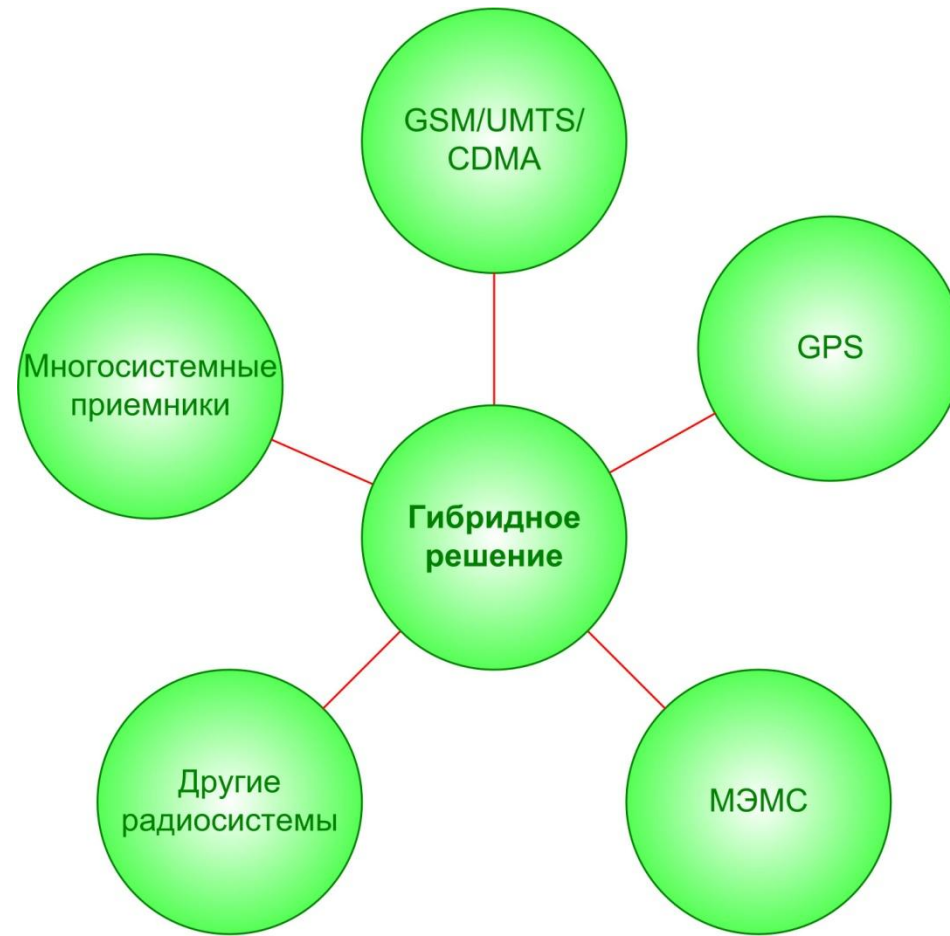 GSM/UMTS/
CDMA
GPS
Многосистемные
приемники
Гибридное
решение
Другие
радиосистемы
МЭМС